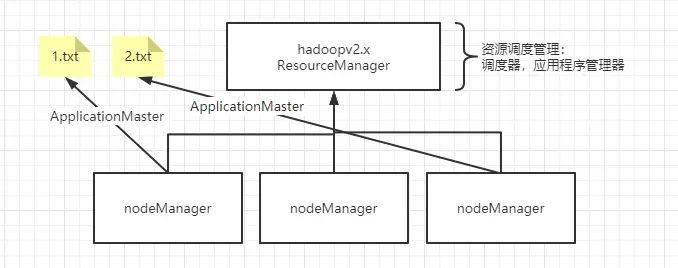 1.txt
2.txt
hadoopv2.x
ResourceManager
资源调度管理：
调度器，应用程序管理器
ApplicationMaster
ApplicationMaster
nodeManager
nodeManager
nodeManager